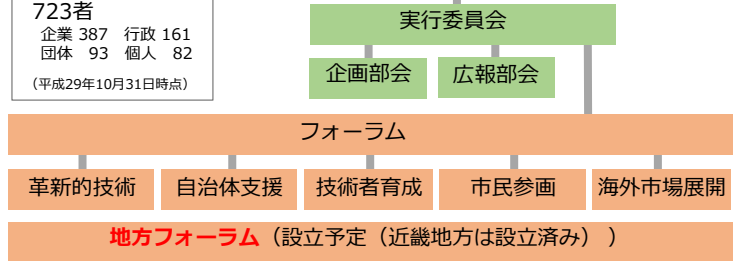 723者
企業 387 行政 161
団体 93 個人 82
（平成29年10月31日時点）
実行委員会
企画部会 広報部会
フォーラム
革新的技術 自治体支援 技術者育成 市民参画 海外市場展開
地方フォーラム（設立予定（近畿地方は設立済み） ）